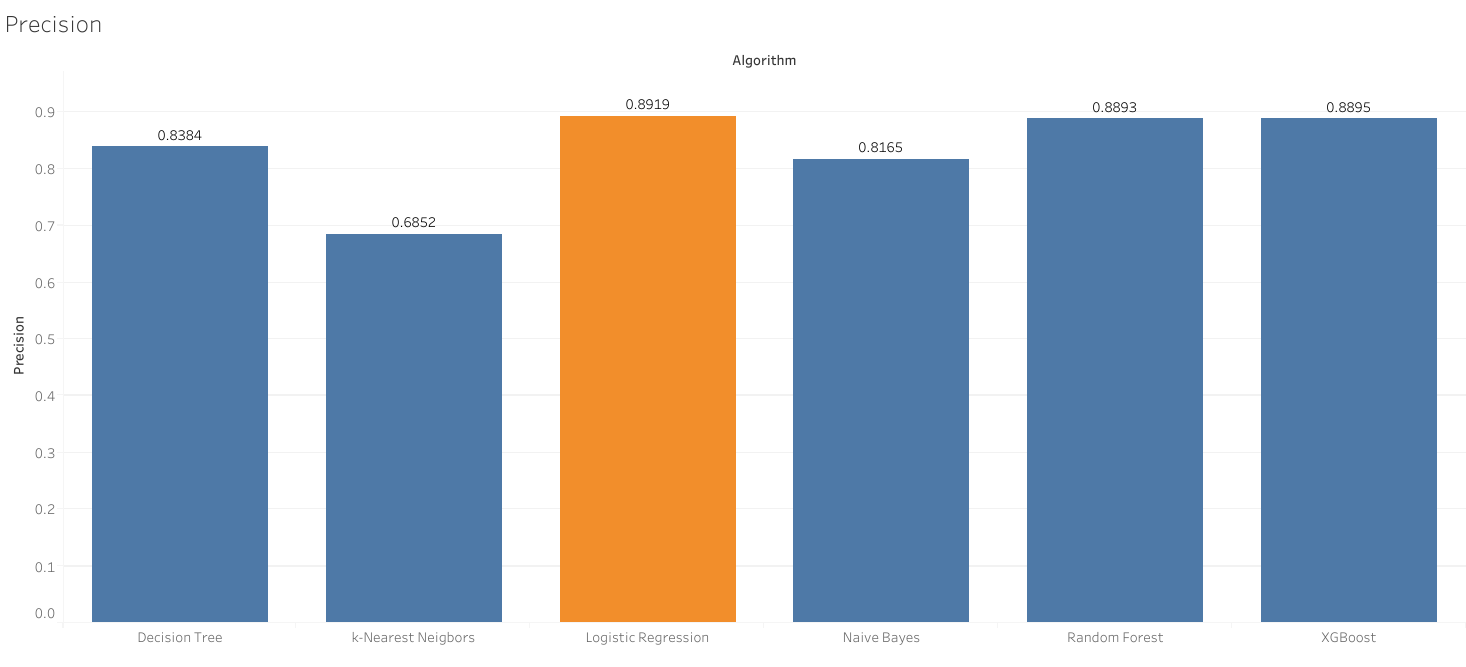 Precision
Algorithm
Precision
0.9
0.8
0.7
0.6
0.5
0.4
0.3
0.2
0.1
0.0
0.8384
0.6852
0.8919
0.8165
0.8893
0.8895
Decision Tree
k-Nearest Neigbors
Logistic Regression
Naive Bayes
Random Forest
XGBoost